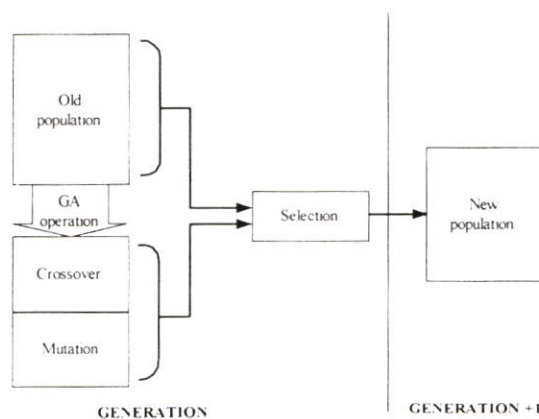 Old
population
GA
operation
Crossover
Mutation
Selection
New
population
GENERATION
GENERATION +1